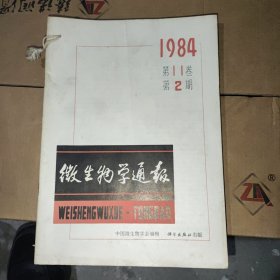 1984
第11卷
第2期
微生物学通报
WEISHENGWUXUE·TONGBAO
中国微生物学会编辑 科学出版社出版